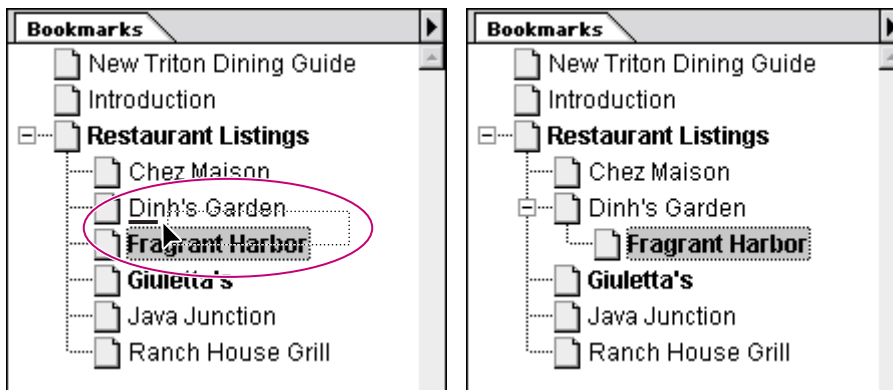 Bookmarks
New Triton Dining Guide
Introduction
Restaurant Listings
Chez Maison
Dinh's Garden
Fragrant Harbor
Giuletta's
Java Junction
Ranch House Grill
Bookmarks
New Triton Dining Guide
Introduction
Restaurant Listings
Chez Maison
Dinh's Garden
Fragrant Harbor
Giuletta's
Java Junction
Ranch House Grill